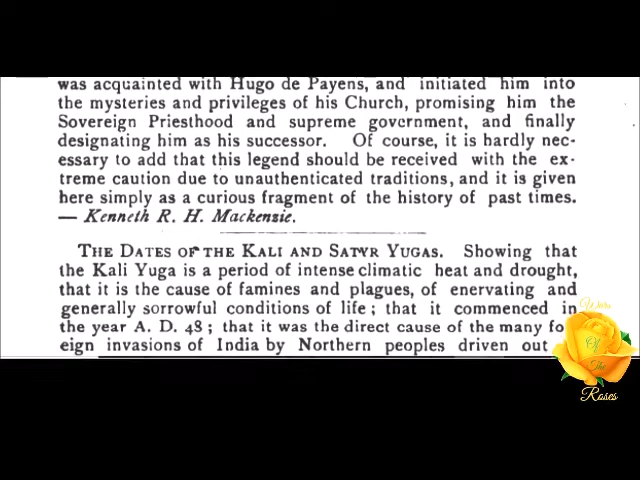 was acquainted with Hugo de Payens, and initiated him into
the mysteries and privileges of his Church, promising him the
Sovereign Priesthood and supreme government, and finally
designating him as his successor. Of course, it is hardly nec-
essary to add that this legend should be received with the ex-
treme caution due to unauthenticated traditions, and it is given
here simply as a curious fragment of the history of past times.
— Kenneth R. H. Mackenzie.
THE DATES OF THE KALI AND SATYR YUGAS. Showing that
the Kali Yuga is a period of intense climatic heat and drought,
that it is the cause of famines and plagues, of enervating and
generally sorrowful conditions of life; that it commenced in
the year A. D. 48; that it was the direct cause of the many fo
eign invasions of India by Northern peoples driven out
Of
The
Roses